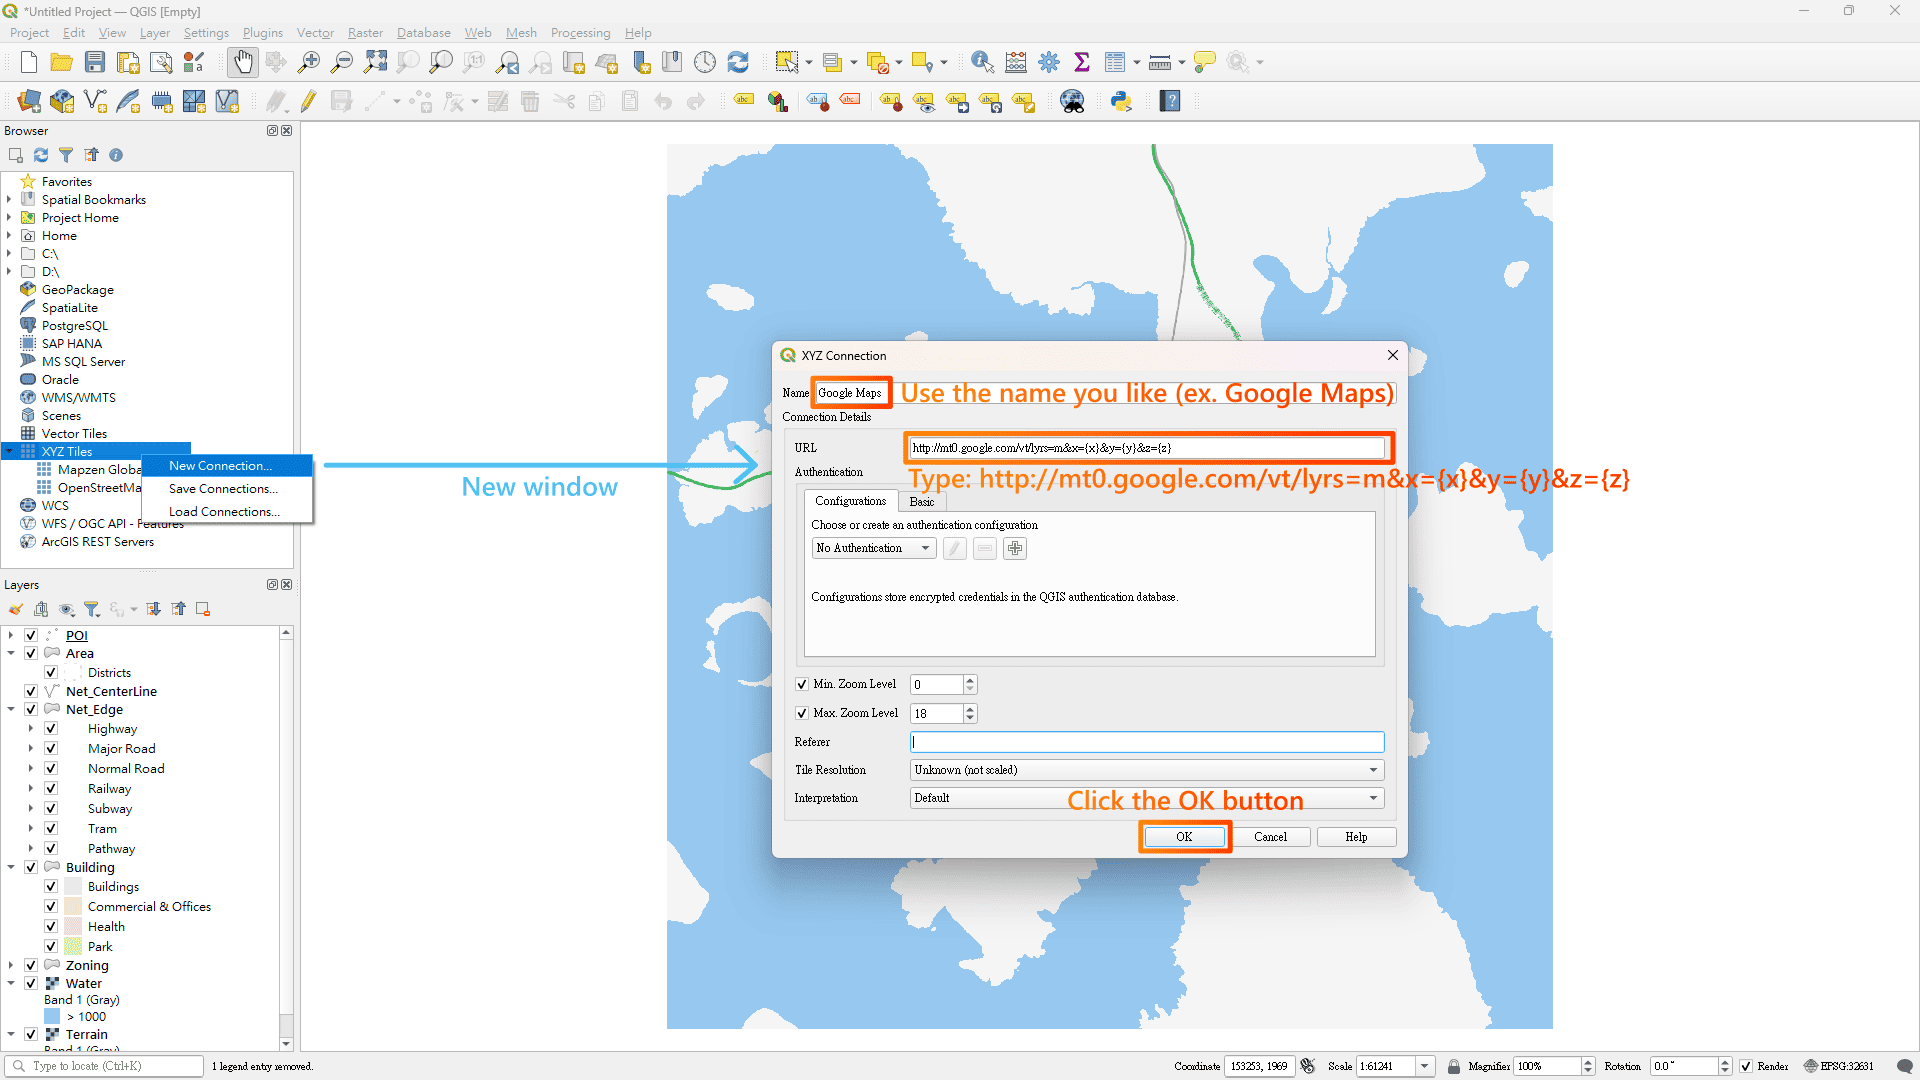 *Untitled Project — QGIS [Empty]
Project Edit View Layer Settings Plugins Vector Raster Database Web Mesh Processing Help
Browser
Favorites
Spatial Bookmarks
Project Home
Home
C:\
D:\
GeoPackage
SpatiaLite
PostgreSQL
SAP HANA
MS SQL Server
Oracle
WMS/WMTS
Scenes
Vector Tiles
XYZ Tiles
Mapzen Globa
OpenStreetMa
WCS
WFS / OGC API - Features
ArcGIS REST Servers
New Connection...
Save Connections...
Load Connections...
New window
XYZ Connection
Name Google Maps Use the name you like (ex. Google Maps)
Connection Details
URL http://mt0.google.com/vt/lyrs=m&x={x}&y={y}&z={z}
Type: http://mt0.google.com/vt/lyrs=m&x={x}&y={y}&z={z}
Authentication
Configurations Basic
Choose or create an authentication configuration
No Authentication
Configurations store encrypted credentials in the QGIS authentication database.
Min. Zoom Level 0
Max. Zoom Level 18
Referer
Tile Resolution Unknown (not scaled)
Interpretation Default
Click the OK button
OK Cancel Help
Layers
POI
Area
Districts
Net_CenterLine
Net_Edge
Highway
Major Road
Normal Road
Railway
Subway
Tram
Pathway
Building
Buildings
Commercial & Offices
Health
Park
Zoning
Water
Band 1 (Gray)
> 1000
Terrain
Band 1 (Gray)
Type to locate (Ctrl+K) 1 legend entry removed. Coordinate 153253, 1969 Scale 1:61241 Magnifier 100% Rotation 0.0 ° Render EPSG:32631